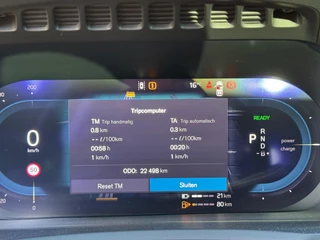 200
16
Tripcomputer
TM Trip handmatig
TA Trip automatisch
0.8 km
0.3 km
-- l/100km
-- l/100km
00:58 h
00:20 h
1 km/h
1 km/h
ODO: 22 498 km
Reset TM
Sluiten
0
km/h
50
READY
P
R
N
D
B
power
charge
21 km
80 km